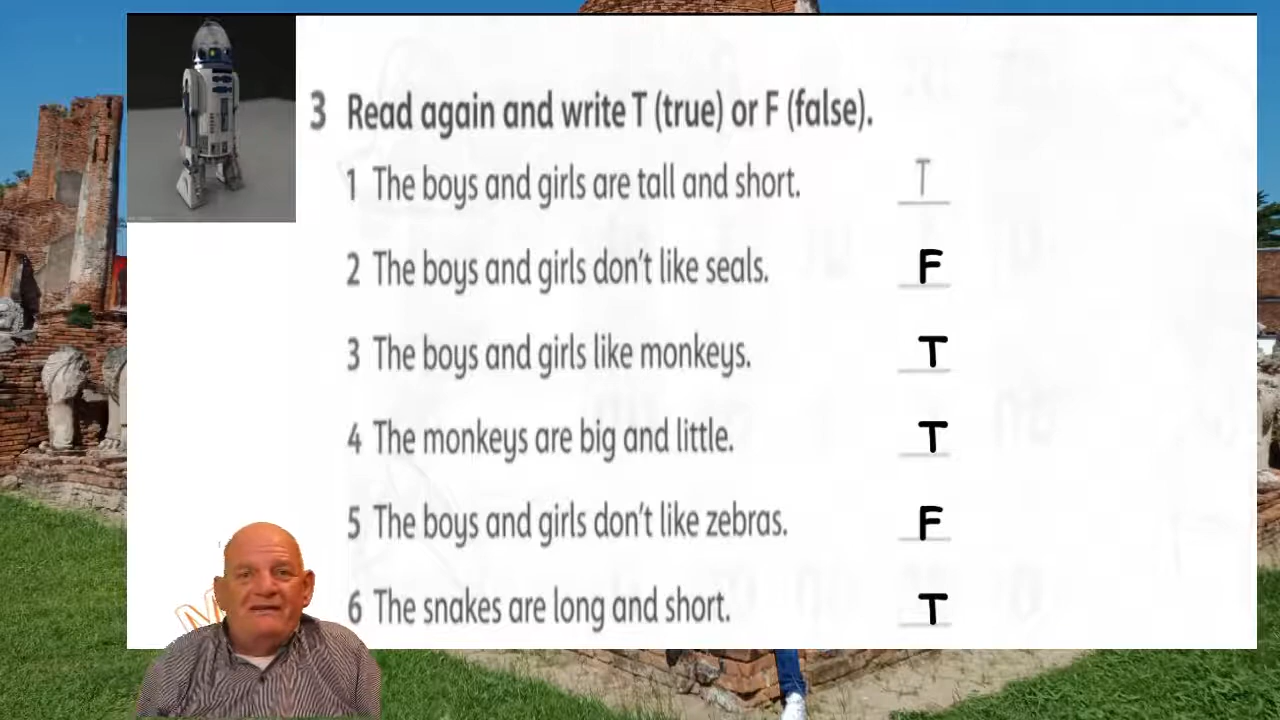 3 Read again and write T (true) or F (false).
1 The boys and girls are tall and short. T
2 The boys and girls don't like seals. F
3 The boys and girls like monkeys. T
4 The monkeys are big and little. T
5 The boys and girls don't like zebras. F
6 The snakes are long and short. T